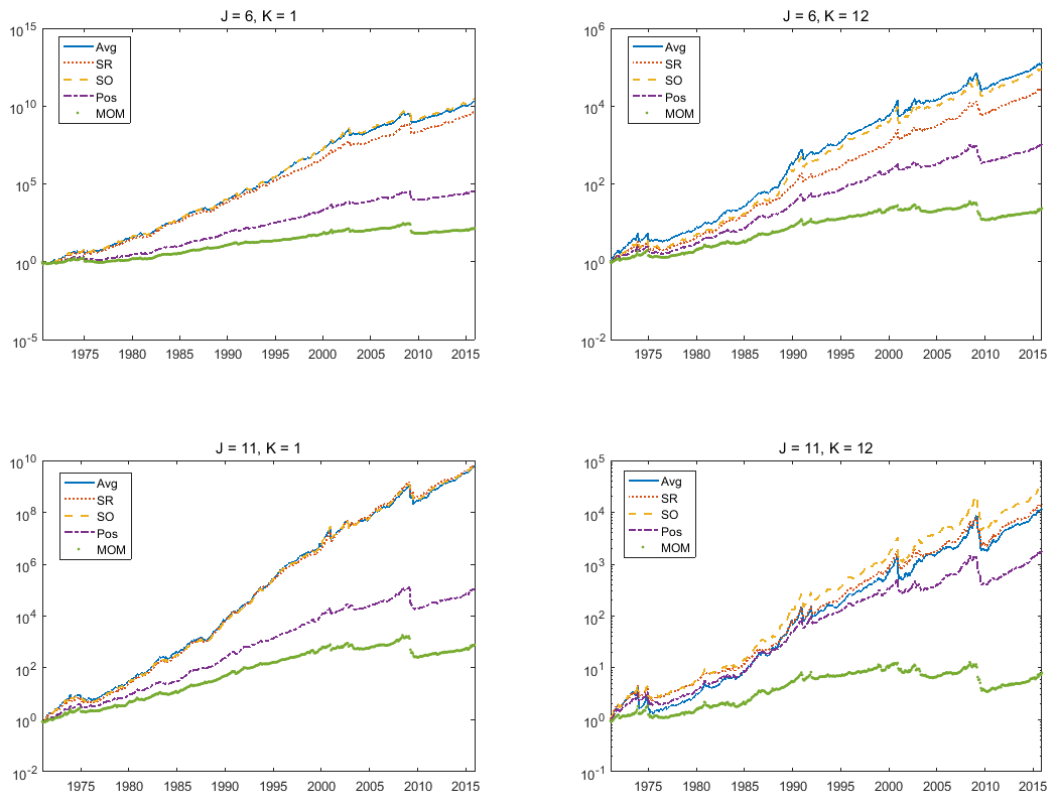 J = 6, K = 1
10^15
10^10
10^5
10^0
10^-5
Avg
SR
SO
Pos
MOM
1975 1980 1985 1990 1995 2000 2005 2010 2015
J = 6, K = 12
10^6
10^4
10^2
10^0
10^-2
Avg
SR
SO
Pos
MOM
1975 1980 1985 1990 1995 2000 2005 2010 2015
J = 11, K = 1
10^10
10^8
10^6
10^4
10^2
10^0
10^-2
Avg
SR
SO
Pos
MOM
1975 1980 1985 1990 1995 2000 2005 2010 2015
J = 11, K = 12
10^5
10^4
10^3
10^2
10^1
10^0
10^-1
Avg
SR
SO
Pos
MOM
1975 1980 1985 1990 1995 2000 2005 2010 2015